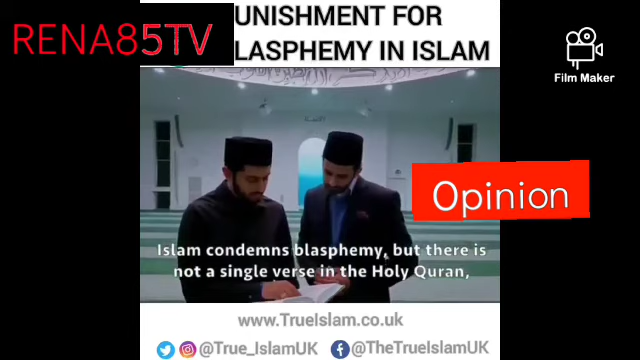 RENA85TV
UNISHMENT FOR
LASPHEMY IN ISLAM
Film Maker
Opinion
Islam condemns blasphemy, but there is
not a single verse in the Holy Quran,
www.TrueIslam.co.uk
@True_IslamUK @TheTrueIslamUK